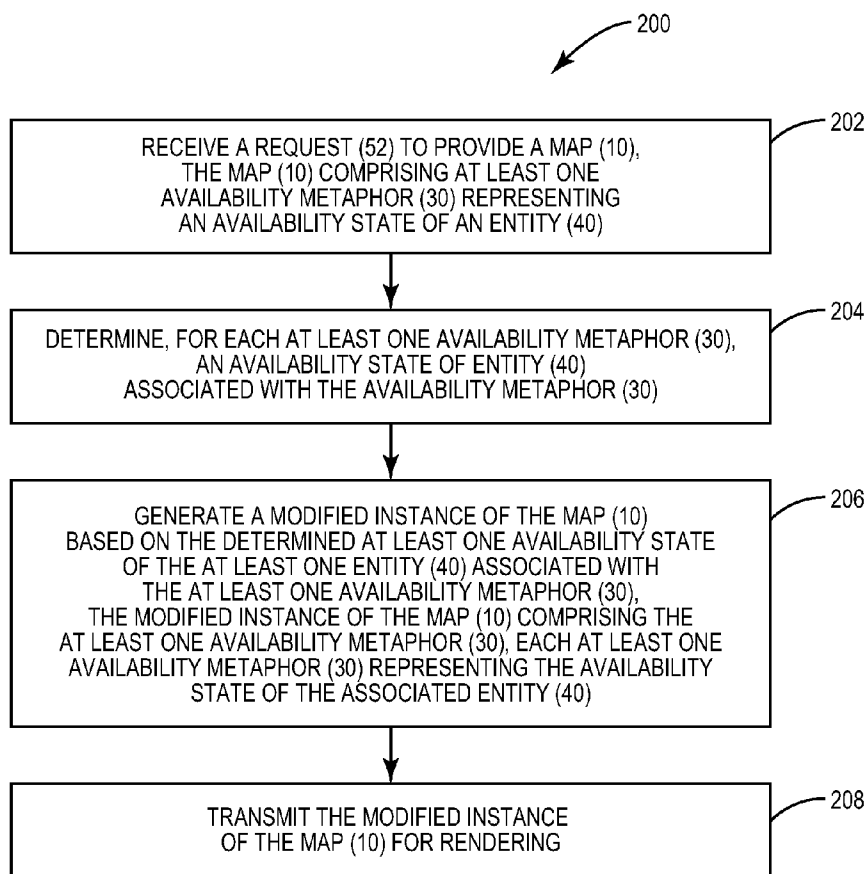 200
202
RECEIVE A REQUEST (52) TO PROVIDE A MAP (10),
THE MAP (10) COMPRISING AT LEAST ONE
AVAILABILITY METAPHOR (30) REPRESENTING
AN AVAILABILITY STATE OF AN ENTITY (40)
204
DETERMINE, FOR EACH AT LEAST ONE AVAILABILITY METAPHOR (30),
AN AVAILABILITY STATE OF ENTITY (40)
ASSOCIATED WITH THE AVAILABILITY METAPHOR (30)
206
GENERATE A MODIFIED INSTANCE OF THE MAP (10)
BASED ON THE DETERMINED AT LEAST ONE AVAILABILITY STATE
OF THE AT LEAST ONE ENTITY (40) ASSOCIATED WITH
THE AT LEAST ONE AVAILABILITY METAPHOR (30),
THE MODIFIED INSTANCE OF THE MAP (10) COMPRISING THE
AT LEAST ONE AVAILABILITY METAPHOR (30), EACH AT LEAST ONE
AVAILABILITY METAPHOR (30) REPRESENTING THE AVAILABILITY
STATE OF THE ASSOCIATED ENTITY (40)
208
TRANSMIT THE MODIFIED INSTANCE
OF THE MAP (10) FOR RENDERING